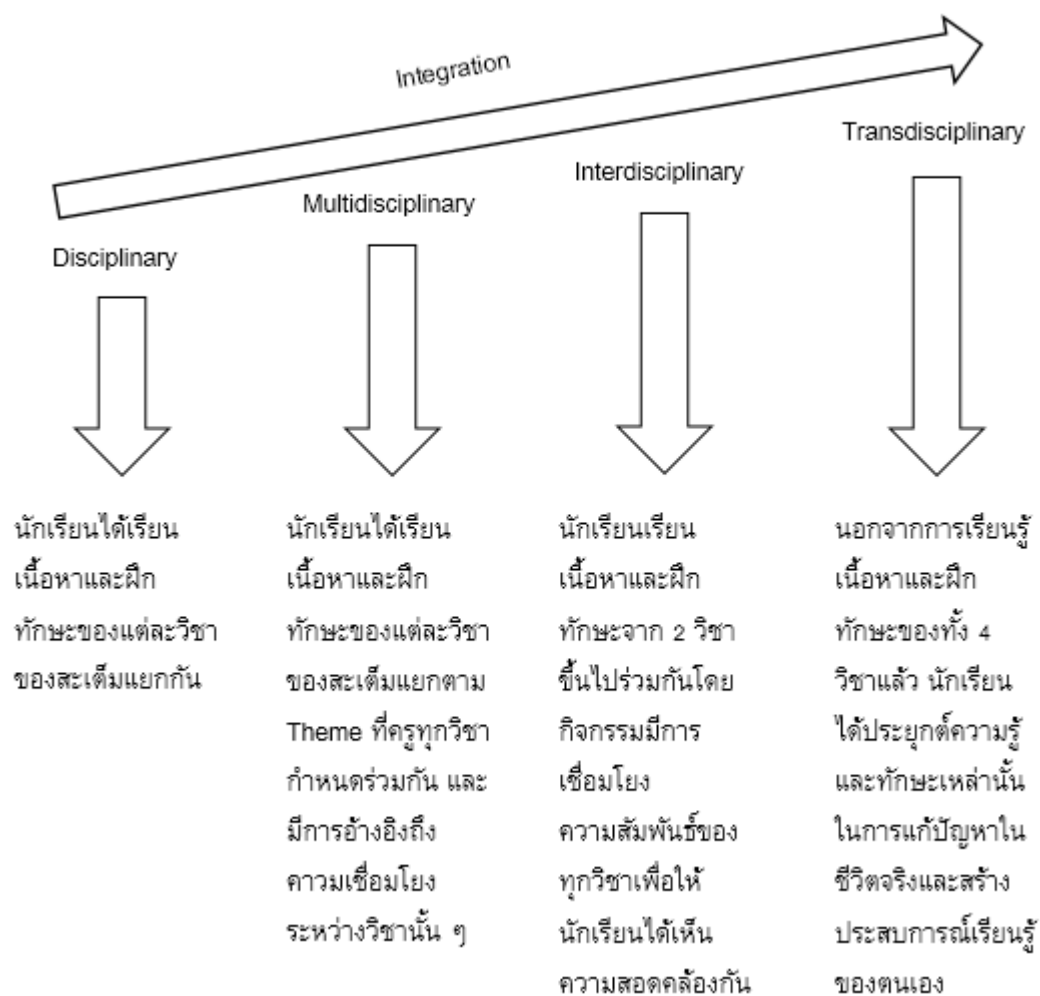 Integration
Transdisciplinary
Interdisciplinary
Multidisciplinary
Disciplinary
นักเรียนได้เรียน
เนื้อหาและฝึก
ทักษะของแต่ละวิชา
ของสะเต็มแยกกัน
นักเรียนได้เรียน
เนื้อหาและฝึก
ทักษะของแต่ละวิชา
ของสะเต็มแยกตาม
Theme ที่ครูทุกวิชา
กำหนดร่วมกัน และ
มีการอ้างอิงถึง
คาวมเชื่อมโยง
ระหว่างวิชานั้น ๆ
นักเรียนเรียน
เนื้อหาและฝึก
ทักษะจาก 2 วิชา
ขึ้นไปร่วมกันโดย
กิจกรรมมีการ
เชื่อมโยง
ความสัมพันธ์ของ
ทุกวิชาเพื่อให้
นักเรียนได้เห็น
ความสอดคล้องกัน
นอกจากการเรียนรู้
เนื้อหาและฝึก
ทักษะของทั้ง 4
วิชาแล้ว นักเรียน
ได้ประยุกต์ความรู้
และทักษะเหล่านั้น
ในการแก้ปัญหาใน
ชีวิตจริงและสร้าง
ประสบการณ์เรียนรู้
ของตนเอง